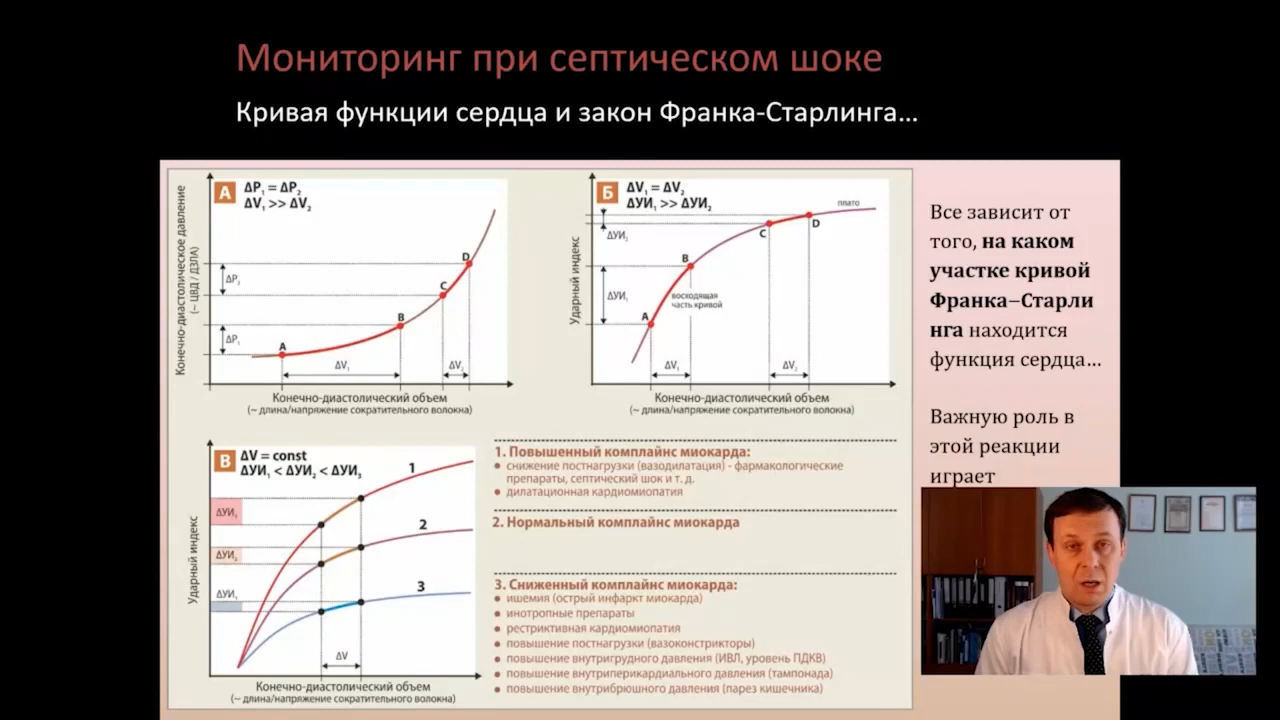 Мониторинг при септическом шоке
Кривая функции сердца и закон Франка-Старлинга...
А
ΔP₁ = ΔP₂
ΔV₁ >> ΔV₂
Конечно-диастолическое давление
(~ ЦВД / ДЗЛА)
ΔP₂
ΔP₁
A
B
C
D
ΔV₁
ΔV₂
Конечно-диастолический объем
(~ длина/напряжение сократительного волокна)
Б
ΔV₁ = ΔV₂
ΔУИ₁ >> ΔУИ₂
Ударный индекс
ΔУИ₂
ΔУИ₁
A
B
C
D
плато
восходящая
часть кривой
ΔV₁
ΔV₂
Конечно-диастолический объем
(~ длина/напряжение сократительного волокна)
Все зависит от
того, на каком
участке кривой
Франка–Старли
нга находится
функция сердца...
Важную роль в
этой реакции
играет
В
ΔV = const
ΔУИ₁ < ΔУИ₂ < ΔУИ₃
Ударный индекс
1
2
3
ΔV
Конечно-диастолический объем
(~ длина/напряжение сократительного волокна)
1. Повышенный комплайнс миокарда:
● снижение постнагрузки (вазодилатация) - фармакологические
препараты, септический шок и т. д.
● дилатационная кардиомиопатия
2. Нормальный комплайнс миокарда
3. Сниженный комплайнс миокарда:
● ишемия (острый инфаркт миокарда)
● инотропные препараты
● рестриктивная кардиомиопатия
● повышение постнагрузки (вазоконстрикторы)
● повышение внутригрудного давления (ИВЛ, уровень ПДКВ)
● повышение внутриперикардиального давления (тампонада)
● повышение внутрибрюшного давления (парез кишечника)